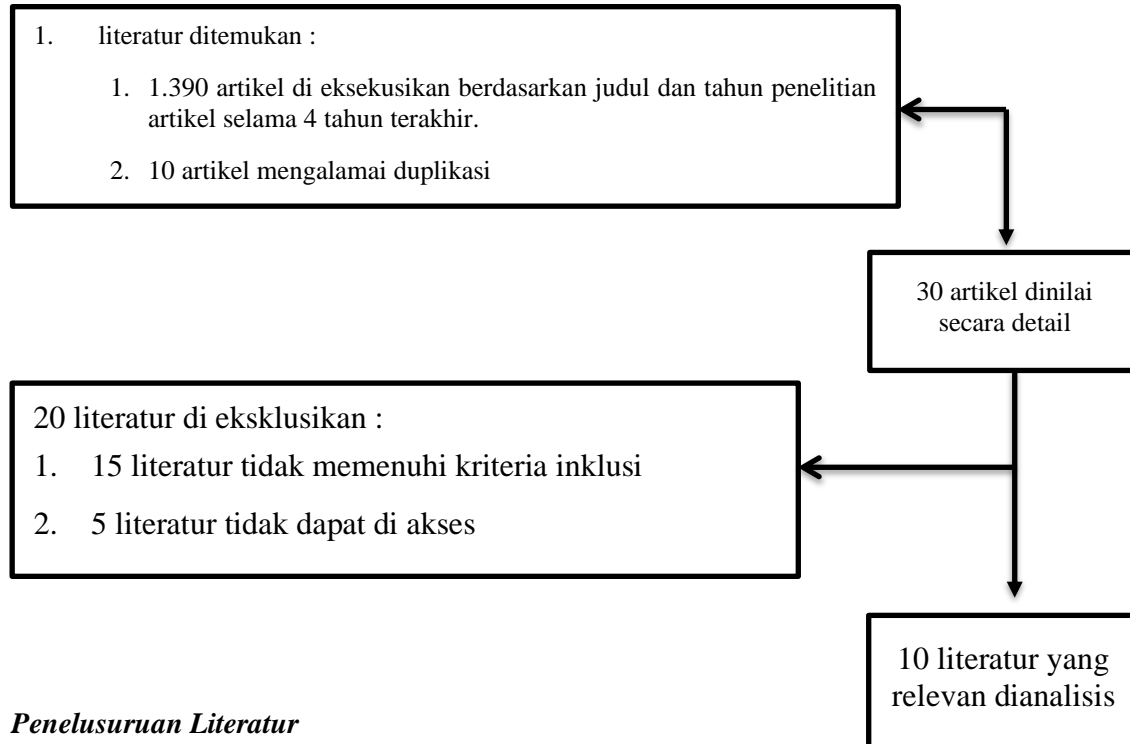 1. literatur ditemukan :
1. 1.390 artikel di eksekusikan berdasarkan judul dan tahun penelitian
artikel selama 4 tahun terakhir.
2. 10 artikel mengalamai duplikasi
30 artikel dinilai
secara detail
20 literatur di eksklusikan :
1. 15 literatur tidak memenuhi kriteria inklusi
2. 5 literatur tidak dapat di akses
10 literatur yang
relevan dianalisis
Penelusuruan Literatur